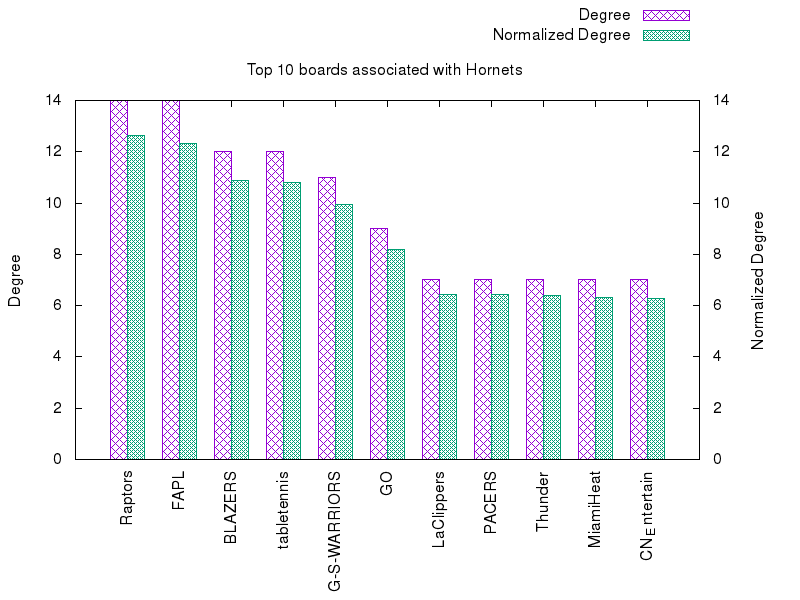 Degree
Normalized Degree
Top 10 boards associated with Hornets
14
12
10
8
6
4
2
0
14
12
10
8
6
4
2
0
Degree
Normalized Degree
Raptors
FAPL
BLAZERS
tabletennis
G-S-WARRIORS
GO
LaClippers
PACERS
Thunder
MiamiHeat
CNEntertain